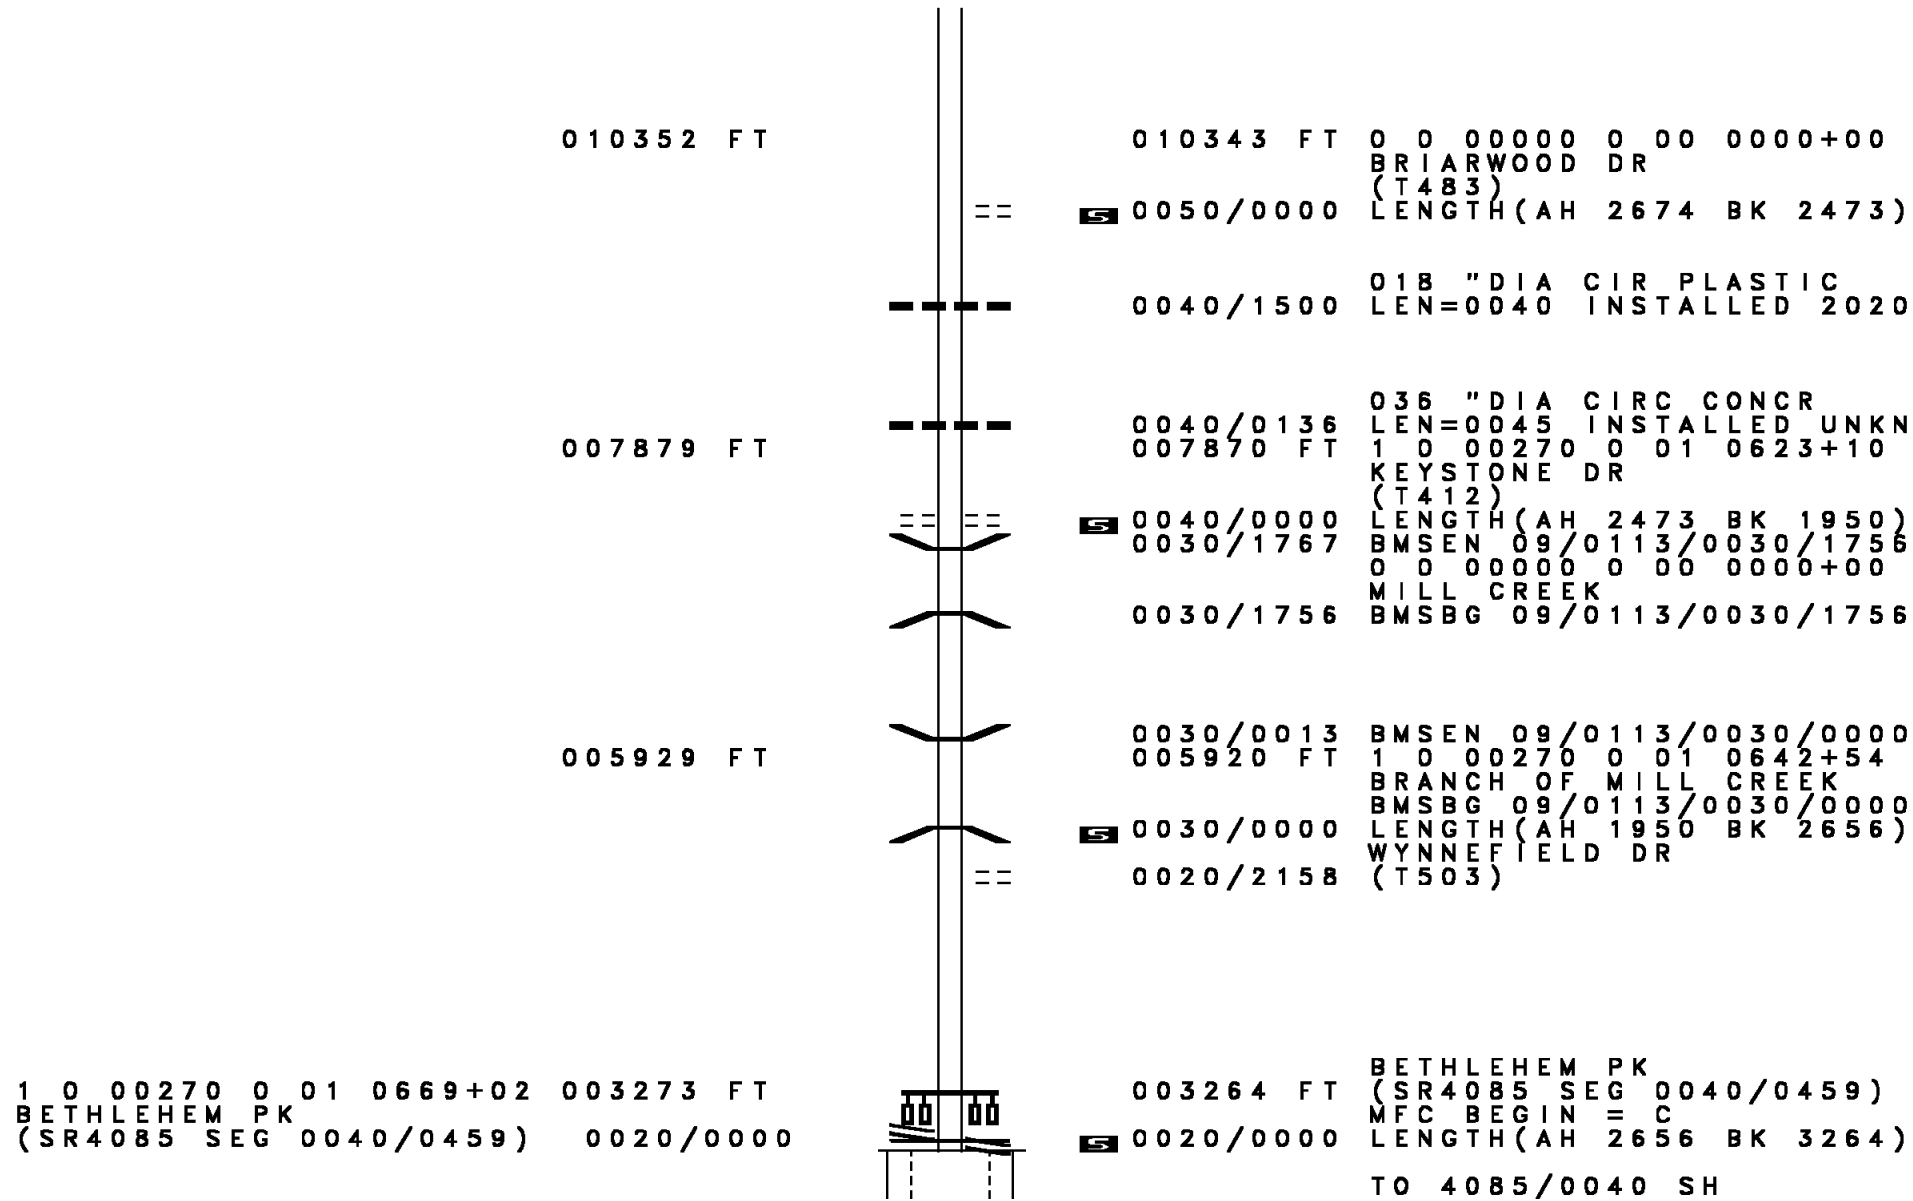 010352 FT 010343 FT 0 0 00000 0 00 0000+00
BRIARWOOD DR
(T483)
S 0050/0000 LENGTH(AH 2674 BK 2473)
018 "DIA CIR PLASTIC
0040/1500 LEN=0040 INSTALLED 2020
036 "DIA CIRC CONCR
0040/0136 LEN=0045 INSTALLED UNKN
007879 FT 007870 FT 1 0 00270 0 01 0623+10
KEYSTONE DR
(T412)
S 0040/0000 LENGTH(AH 2473 BK 1950)
0030/1767 BMSEN 09/0113/0030/1756
0 0 00000 0 00 0000+00
MILL CREEK
0030/1756 BMSBG 09/0113/0030/1756
0030/0013 BMSEN 09/0113/0030/0000
005929 FT 005920 FT 1 0 00270 0 01 0642+54
BRANCH OF MILL CREEK
BMSBG 09/0113/0030/0000
S 0030/0000 LENGTH(AH 1950 BK 2656)
WYNNEFIELD DR
0020/2158 (T503)
BETHLEHEM PK
1 0 00270 0 01 0669+02 003273 FT 003264 FT (SR4085 SEG 0040/0459)
BETHLEHEM PK MFC BEGIN = C
(SR4085 SEG 0040/0459) 0020/0000 S 0020/0000 LENGTH(AH 2656 BK 3264)
TO 4085/0040 SH